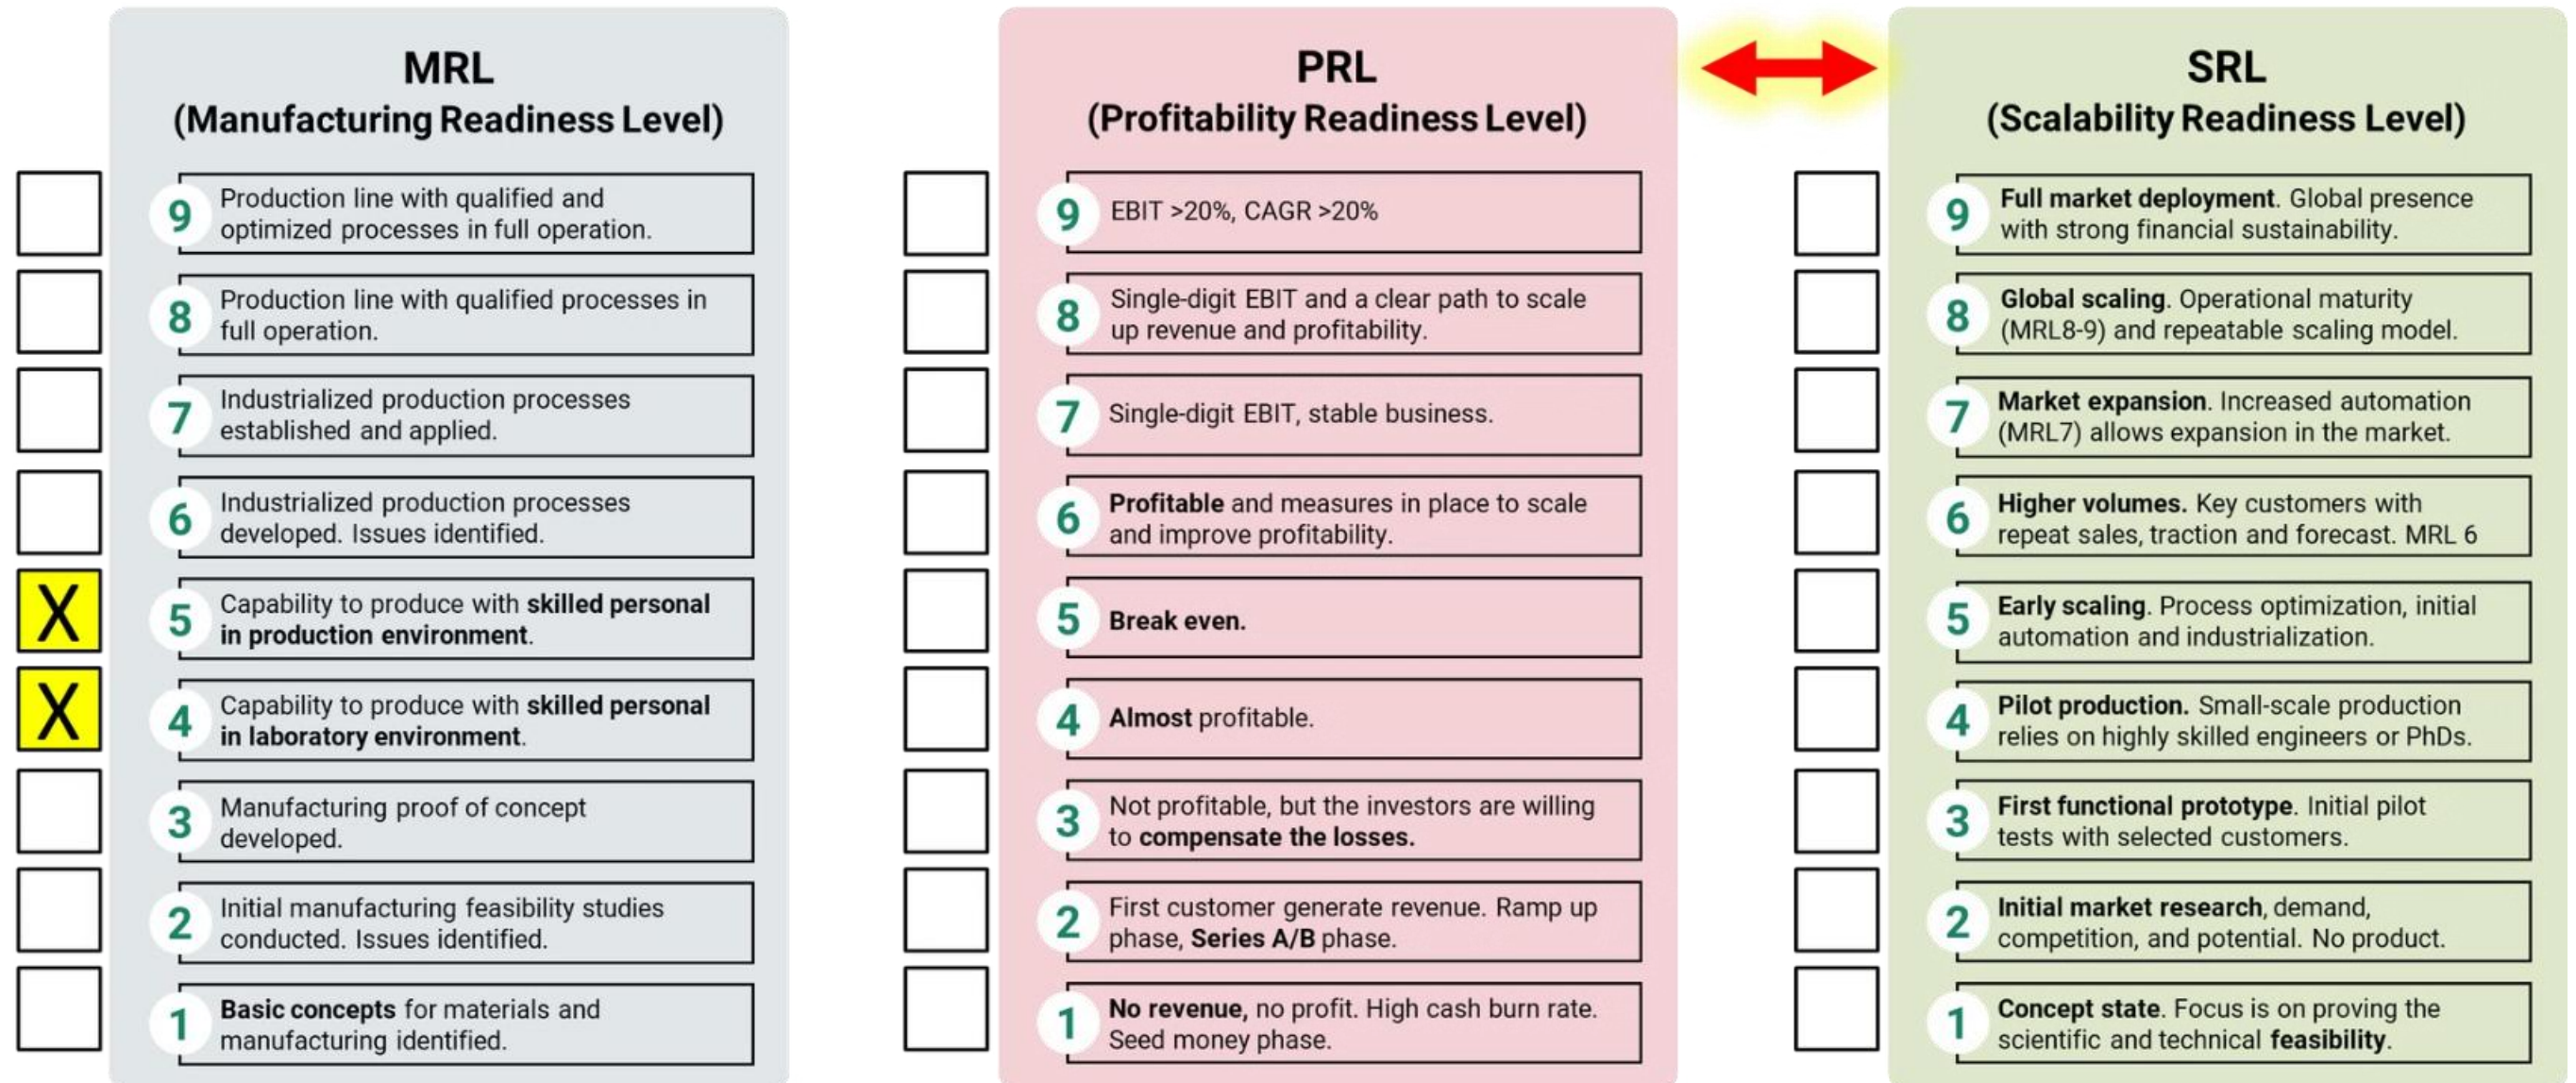 MRL
(Manufacturing Readiness Level)
9
Production line with qualified and
optimized processes in full operation.
8
Production line with qualified processes in
full operation.
7
Industrialized production processes
established and applied.
6
Industrialized production processes
developed. Issues identified.
X
5
Capability to produce with skilled personal
in production environment.
X
4
Capability to produce with skilled personal
in laboratory environment.
3
Manufacturing proof of concept
developed.
2
Initial manufacturing feasibility studies
conducted. Issues identified.
1
Basic concepts for materials and
manufacturing identified.
PRL
(Profitability Readiness Level)
9
EBIT >20%, CAGR >20%
8
Single-digit EBIT and a clear path to scale
up revenue and profitability.
7
Single-digit EBIT, stable business.
6
Profitable and measures in place to scale
and improve profitability.
5
Break even.
4
Almost profitable.
3
Not profitable, but the investors are willing
to compensate the losses.
2
First customer generate revenue. Ramp up
phase, Series A/B phase.
1
No revenue, no profit. High cash burn rate.
Seed money phase.
SRL
(Scalability Readiness Level)
9
Full market deployment. Global presence
with strong financial sustainability.
8
Global scaling. Operational maturity
(MRL8-9) and repeatable scaling model.
7
Market expansion. Increased automation
(MRL7) allows expansion in the market.
6
Higher volumes. Key customers with
repeat sales, traction and forecast. MRL 6
5
Early scaling. Process optimization, initial
automation and industrialization.
4
Pilot production. Small-scale production
relies on highly skilled engineers or PhDs.
3
First functional prototype. Initial pilot
tests with selected customers.
2
Initial market research, demand,
competition, and potential. No product.
1
Concept state. Focus is on proving the
scientific and technical feasibility.